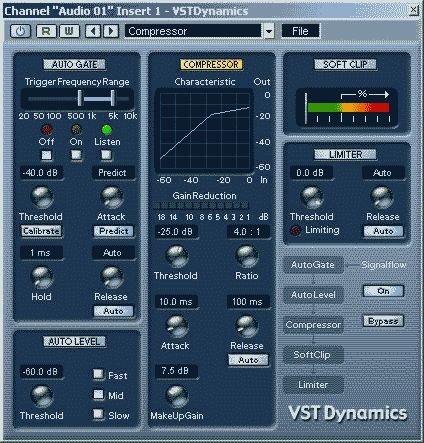 Channel "Audio 01" Insert 1 - VSTDynamics
R W Compressor File
AUTO GATE
Trigger Frequency Range
20 50 100 500 1k 5k 10k
Off On Listen
-40.0 dB Predict
Threshold Attack
Calibrate Predict
1 ms Auto
Hold Release
Auto
AUTO LEVEL
-60.0 dB
Threshold
Fast
Mid
Slow
COMPRESSOR
Characteristic Out
0
-20
-40
-60
-60 -40 -20 0 In
Gain Reduction
18 14 10 8 6 5 4 3 2 1 dB
-25.0 dB 4.0 : 1
Threshold Ratio
10.0 ms 100 ms
Attack Release
Auto
7.5 dB
MakeUpGain
SOFT CLIP
%
LIMITER
0.0 dB Auto
Threshold Release
Limiting Auto
AutoGate Signalflow
AutoLevel On
Compressor Bypass
SoftClip
Limiter
VST Dynamics